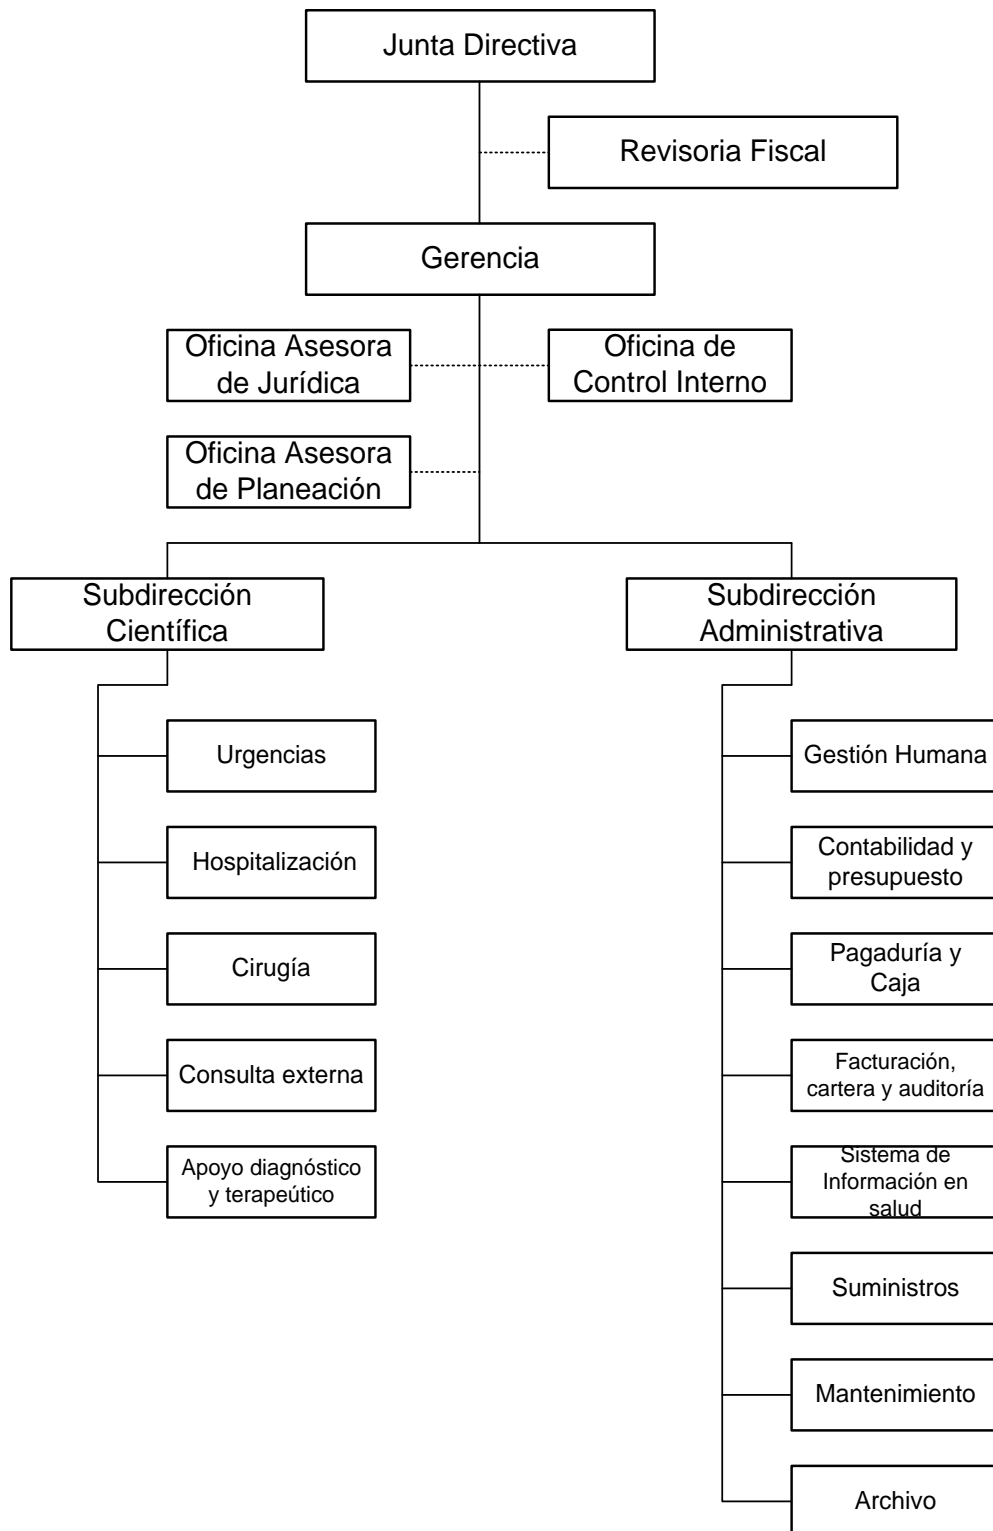 Junta Directiva
Revisoria Fiscal
Gerencia
Oficina Asesora
de Jurídica
Oficina de
Control Interno
Oficina Asesora
de Planeación
Subdirección
Científica
Subdirección
Administrativa
Urgencias
Hospitalización
Cirugía
Consulta externa
Apoyo diagnóstico
y terapeútico
Gestión Humana
Contabilidad y
presupuesto
Pagaduría y
Caja
Facturación,
cartera y auditoría
Sistema de
Información en
salud
Suministros
Mantenimiento
Archivo